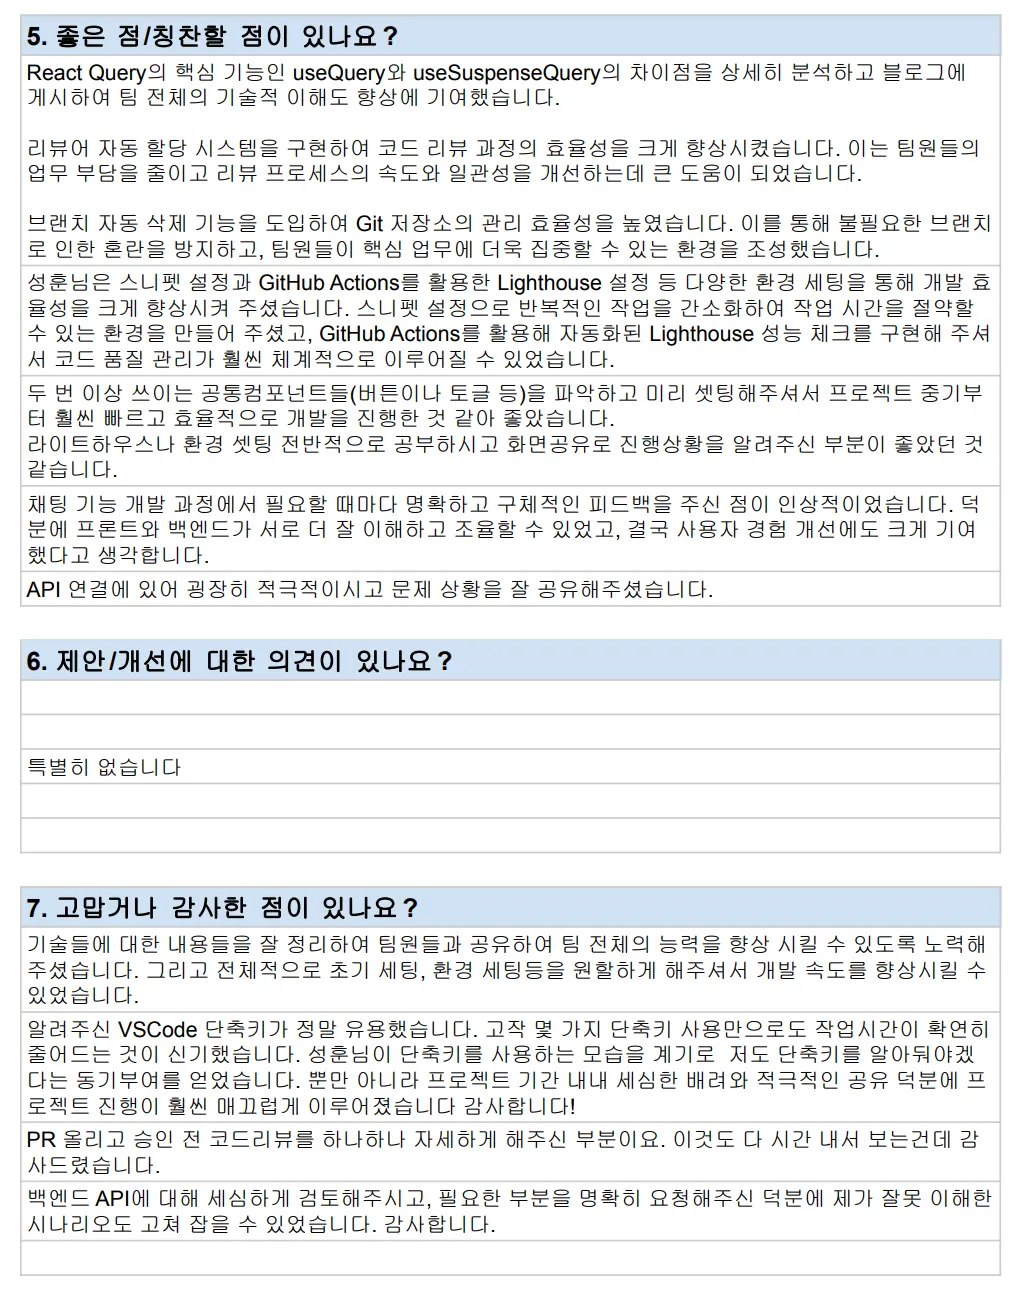 5. 좋은 점/칭찬할 점이 있나요?
React Query의 핵심 기능인 useQuery와 useSuspenseQuery의 차이점을 상세히 분석하고 블로그에
게시하여 팀 전체의 기술적 이해도 향상에 기여했습니다.
리뷰어 자동 할당 시스템을 구현하여 코드 리뷰 과정의 효율성을 크게 향상시켰습니다. 이는 팀원들의
업무 부담을 줄이고 리뷰 프로세스의 속도와 일관성을 개선하는데 큰 도움이 되었습니다.
브랜치 자동 삭제 기능을 도입하여 Git 저장소의 관리 효율성을 높였습니다. 이를 통해 불필요한 브랜치
로 인한 혼란을 방지하고, 팀원들이 핵심 업무에 더욱 집중할 수 있는 환경을 조성했습니다.
성훈님은 스니펫 설정과 GitHub Actions를 활용한 Lighthouse 설정 등 다양한 환경 세팅을 통해 개발 효
율성을 크게 향상시켜 주셨습니다. 스니펫 설정으로 반복적인 작업을 간소화하여 작업 시간을 절약할
수 있는 환경을 만들어 주셨고, GitHub Actions를 활용해 자동화된 Lighthouse 성능 체크를 구현해 주셔
서 코드 품질 관리가 훨씬 체계적으로 이루어질 수 있었습니다.
두 번 이상 쓰이는 공통컴포넌트들(버튼이나 토글 등)을 파악하고 미리 셋팅해주셔서 프로젝트 중기부
터 훨씬 빠르고 효율적으로 개발을 진행한 것 같아 좋았습니다.
라이트하우스나 환경 셋팅 전반적으로 공부하시고 화면공유로 진행상황을 알려주신 부분이 좋았던 것
같습니다.
채팅 기능 개발 과정에서 필요할 때마다 명확하고 구체적인 피드백을 주신 점이 인상적이었습니다. 덕
분에 프론트와 백엔드가 서로 더 잘 이해하고 조율할 수 있었고, 결국 사용자 경험 개선에도 크게 기여
했다고 생각합니다.
API 연결에 있어 굉장히 적극적이시고 문제 상황을 잘 공유해주셨습니다.
6. 제안/개선에 대한 의견이 있나요?
특별히 없습니다
7. 고맙거나 감사한 점이 있나요?
기술들에 대한 내용들을 잘 정리하여 팀원들과 공유하여 팀 전체의 능력을 향상 시킬 수 있도록 노력해
주셨습니다. 그리고 전체적으로 초기 세팅, 환경 세팅등을 원할하게 해주셔서 개발 속도를 향상시킬 수
있었습니다.
알려주신 VSCode 단축키가 정말 유용했습니다. 고작 몇 가지 단축키 사용만으로도 작업시간이 확연히
줄어드는 것이 신기했습니다. 성훈님이 단축키를 사용하는 모습을 계기로 저도 단축키를 알아둬야겠
다는 동기부여를 얻었습니다. 뿐만 아니라 프로젝트 기간 내내 세심한 배려와 적극적인 공유 덕분에 프
로젝트 진행이 훨씬 매끄럽게 이루어졌습니다 감사합니다!
PR 올리고 승인 전 코드리뷰를 하나하나 자세하게 해주신 부분이요. 이것도 다 시간 내서 보는건데 감
사드렸습니다.
백엔드 API에 대해 세심하게 검토해주시고, 필요한 부분을 명확히 요청해주신 덕분에 제가 잘못 이해한
시나리오도 고쳐 잡을 수 있었습니다. 감사합니다.